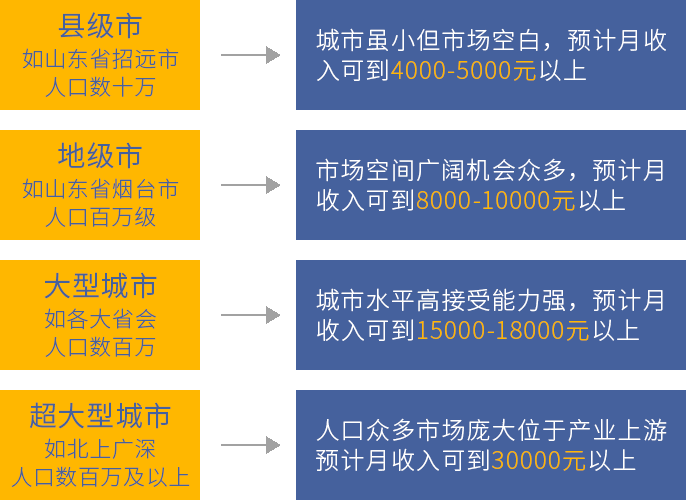 县级市
如山东省招远市
人口数十万
城市虽小但市场空白，预计月收
入可到4000-5000元以上
地级市
如山东省烟台市
人口百万级
市场空间广阔机会众多，预计月
收入可到8000-10000元以上
大型城市
如各大省会
人口数百万
城市水平高接受能力强，预计月
收入可到15000-18000元以上
超大型城市
如北上广深
人口数百万及以上
人口众多市场庞大位于产业上游
预计月收入可到30000元以上